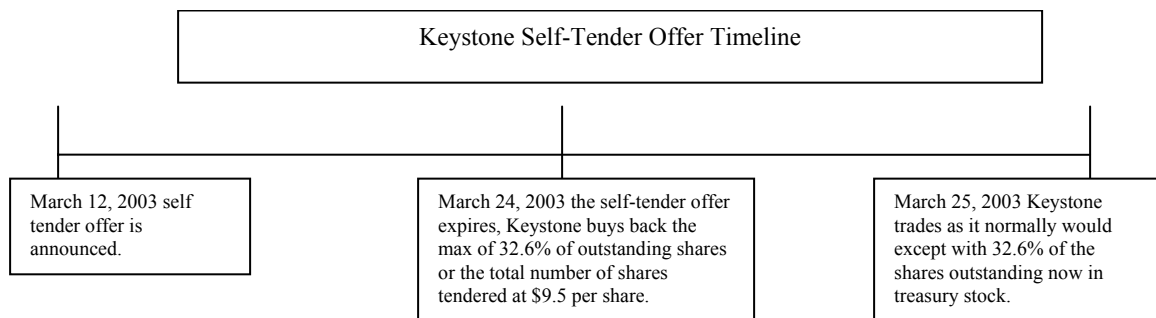 Keystone Self-Tender Offer Timeline
March 12, 2003 self
tender offer is
announced.
March 24, 2003 the self-tender offer
expires, Keystone buys back the
max of 32.6% of outstanding shares
or the total number of shares
tendered at $9.5 per share.
March 25, 2003 Keystone
trades as it normally would
except with 32.6% of the
shares outstanding now in
treasury stock.